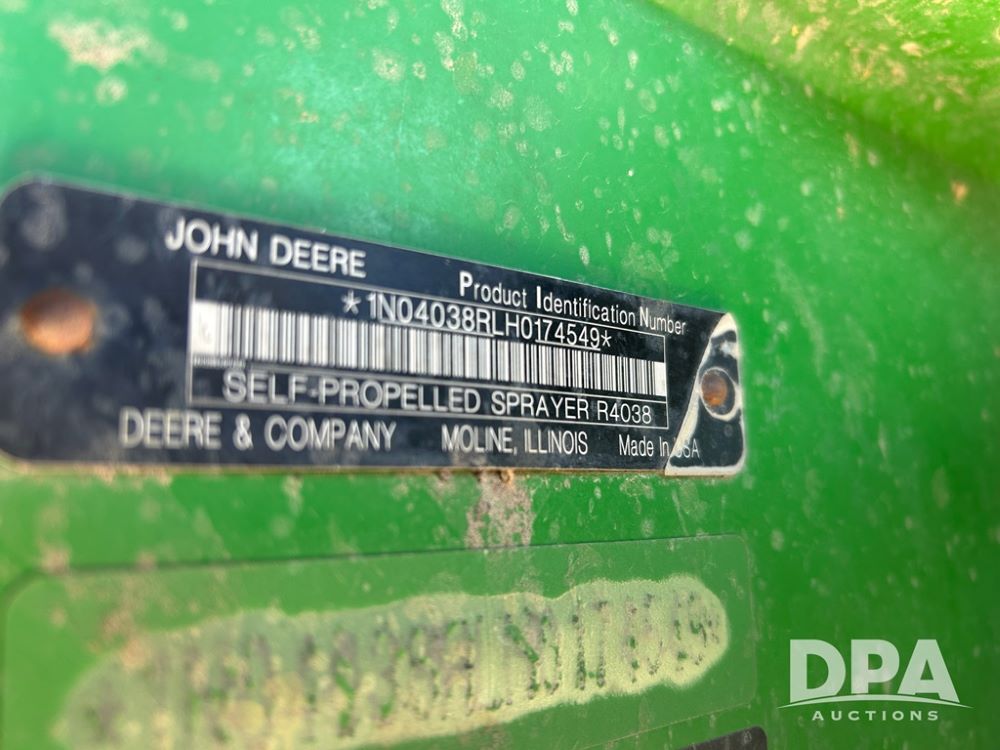 JOHN DEERE
Product Identification Number
*1N04038RLH0174549*
SELF-PROPELLED SPRAYER R4038
DEERE & COMPANY MOLINE, ILLINOIS Made In USA
DPA
AUCTIONS